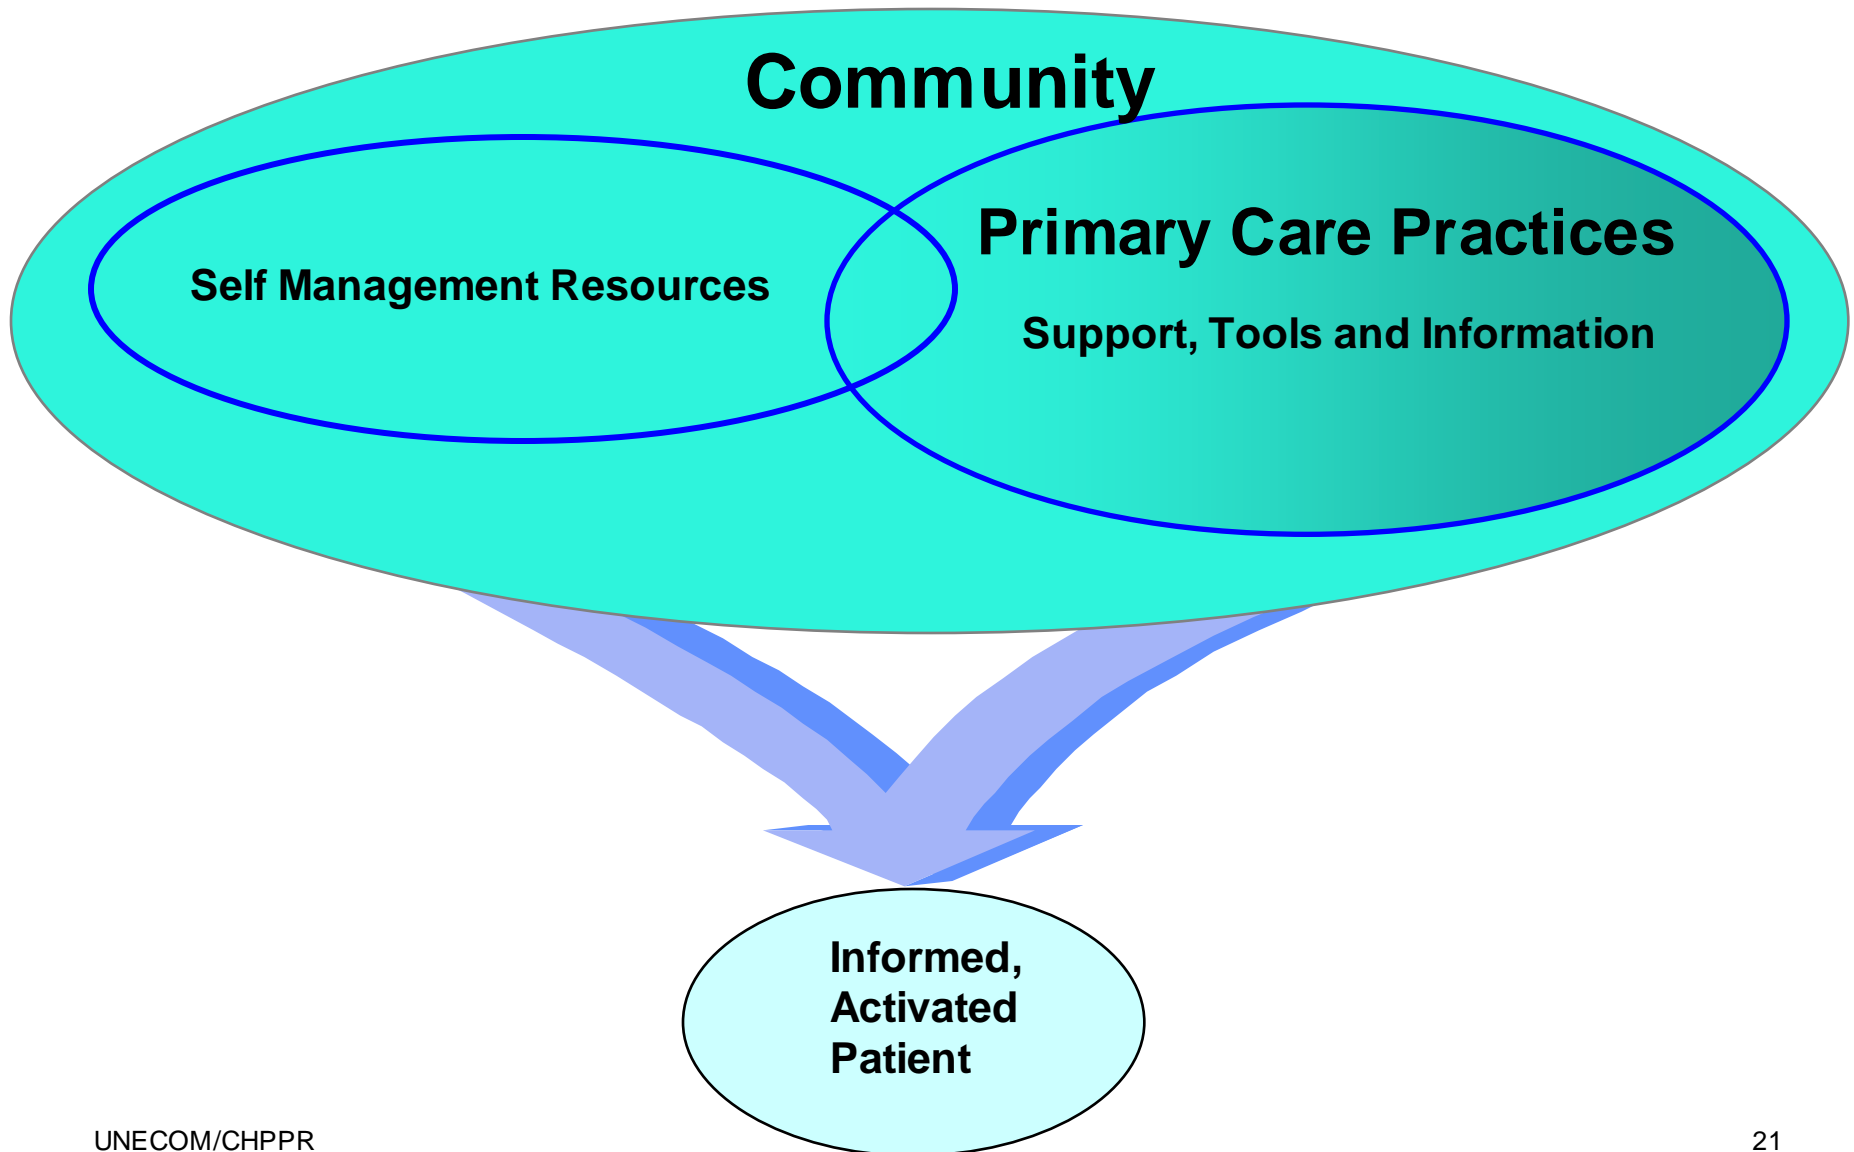 Community
Self Management Resources
Primary Care Practices
Support, Tools and Information
Informed,
Activated
Patient
UNECOM/CHPPR
21